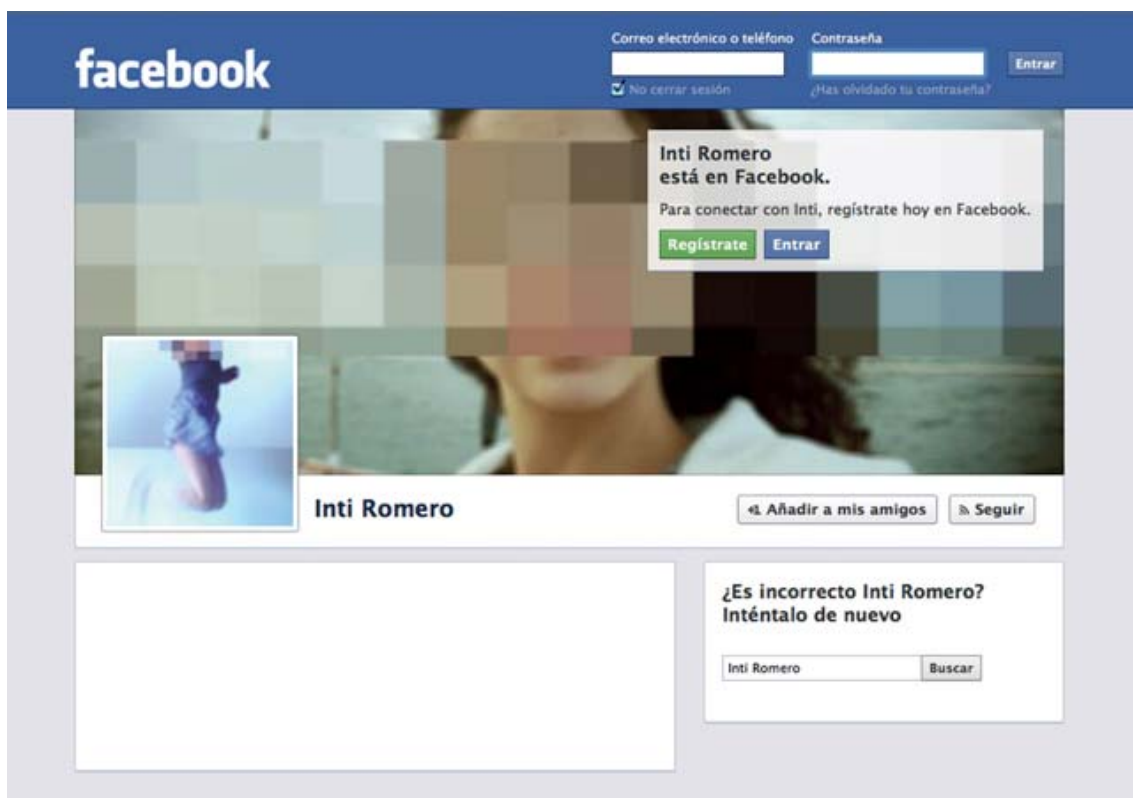 facebook
Correo electrónico o teléfono
Contraseña
Entrar
No cerrar sesión
¿Has olvidado tu contraseña?
Inti Romero
está en Facebook.
Para conectar con Inti, regístrate hoy en Facebook.
Regístrate
Entrar
Inti Romero
Añadir a mis amigos
Seguir
¿Es incorrecto Inti Romero?
Inténtalo de nuevo
Inti Romero
Buscar